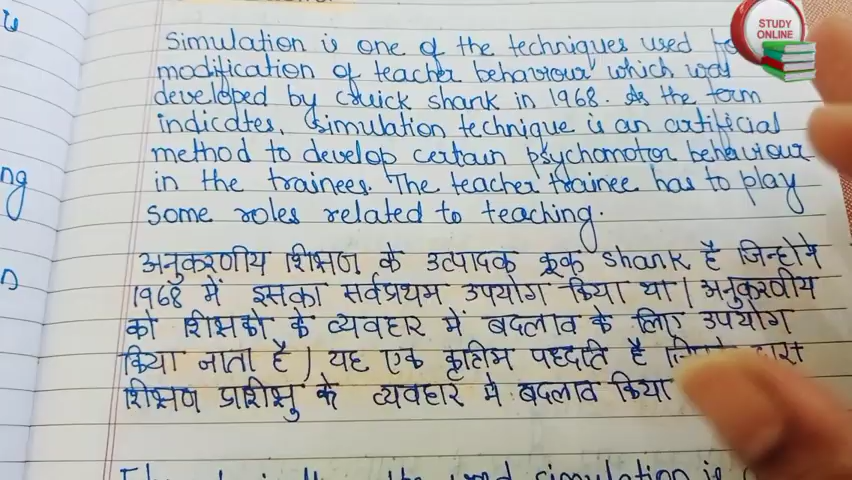 STUDY
ONLINE
Simulation is one of the techniques used
modification of teacher behaviour which was
developed by Cruick shank in 1968. As the term
indicates, simulation technique is an artificial
method to develop certain psychomotor behaviour
in the trainees. The teacher trainee has to play
some roles related to teaching.
अनुकरणीय शिक्षण के उत्पादक क्रूक shank है जिन्होंने
1968 में इसका सर्वप्रथम उपयोग किया था। अनुकरणीय
को शिक्षकों के व्यवहार में बदलाव के लिए उपयोग
किया जाता है। यह एक कृत्रिम पद्धति है
शिक्षण प्रशिक्षु के व्यवहार मे बदलाव किया
simulation is
ng